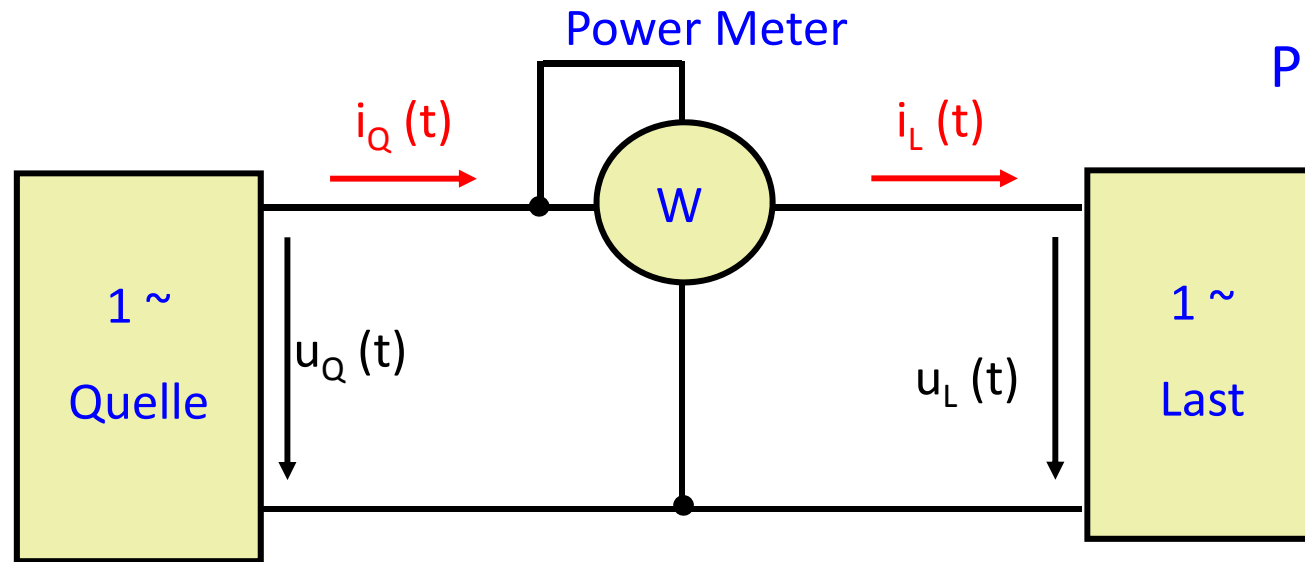 Power Meter
P
i_Q (t)
i_L (t)
W
1 ~
Quelle
u_Q (t)
u_L (t)
1 ~
Last